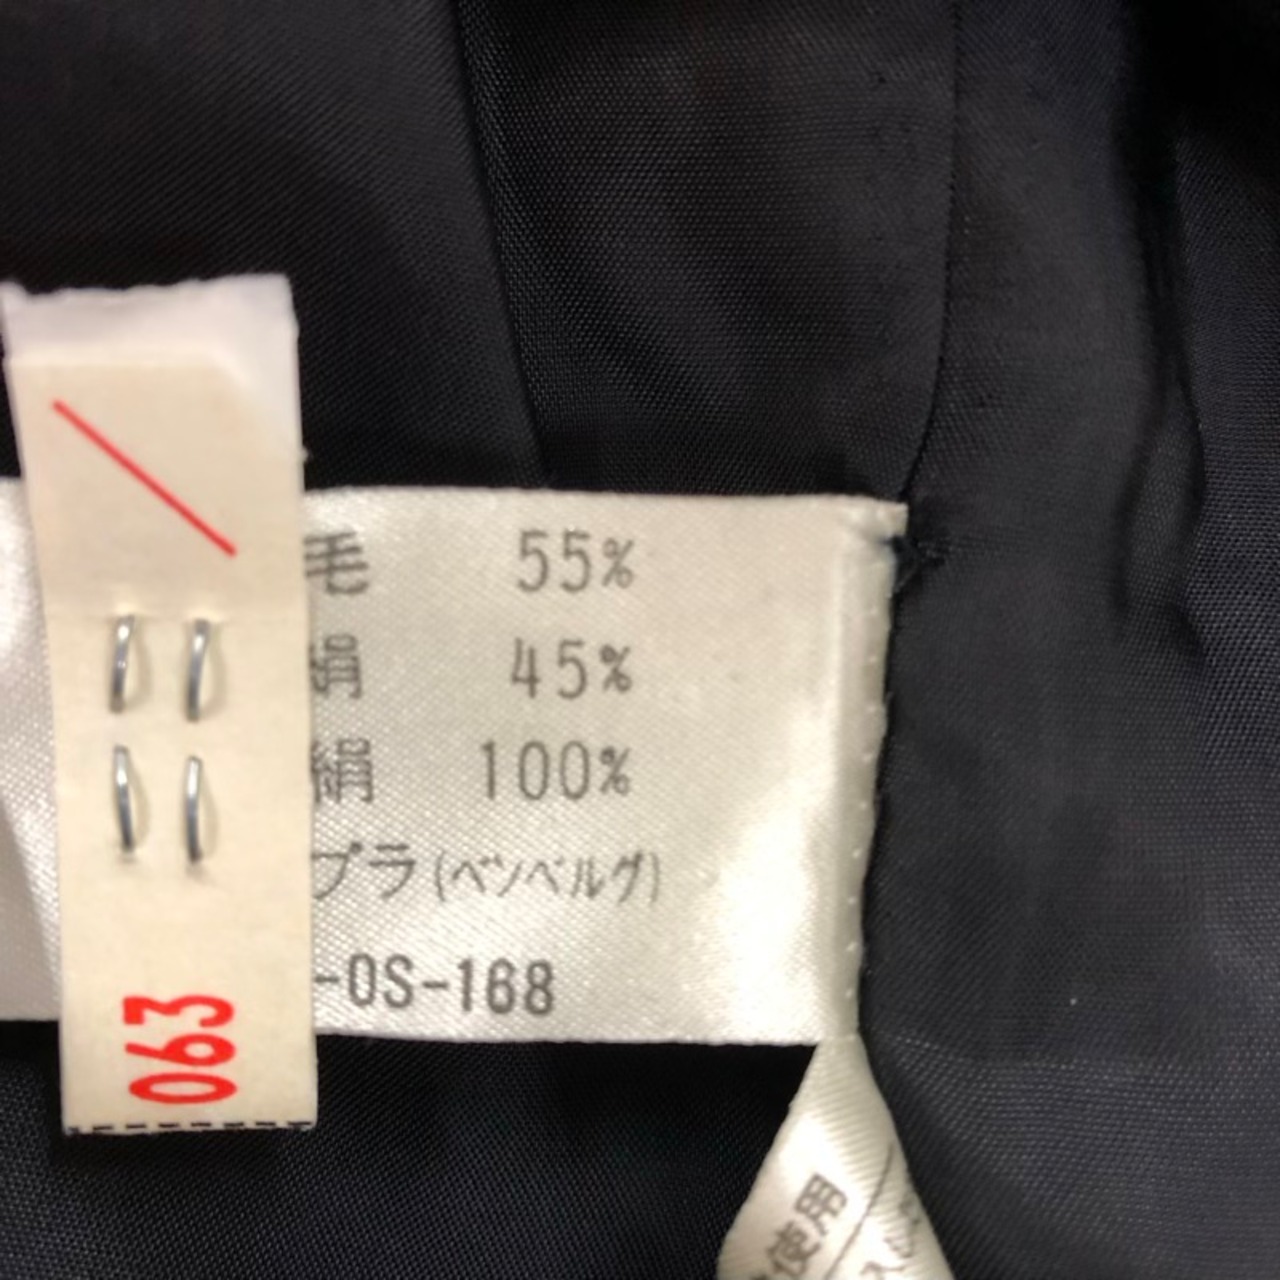 毛 55%
絹 45%
絹 100%
プラ(ベンベルグ)
-OS-168
063
使用